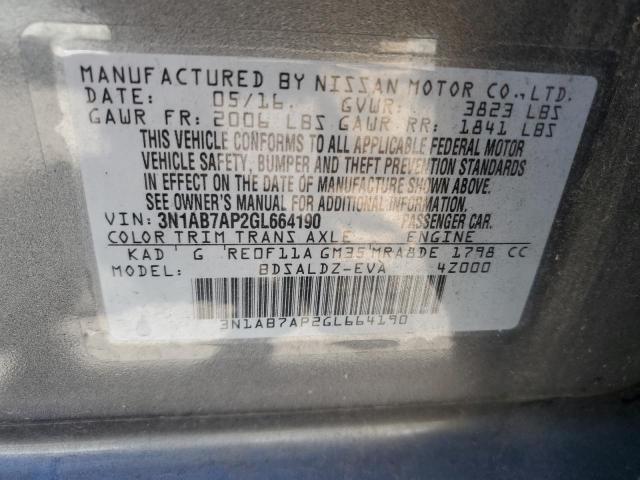 MANUFACTURED BY NISSAN MOTOR CO.,LTD.
DATE: 05/16. GVWR: 3823 LBS
GAWR FR: 2006 LBS GAWR RR: 1841 LBS
THIS VEHICLE CONFORMS TO ALL APPLICABLE FEDERAL MOTOR
VEHICLE SAFETY, BUMPER AND THEFT PREVENTION STANDARDS
IN EFFECT ON THE DATE OF MANUFACTURE SHOWN ABOVE.
SEE OWNER'S MANUAL FOR ADDITIONAL INFORMATION.
VIN: 3N1AB7AP2GL664190 PASSENGER CAR.
COLOR TRIM TRANS AXLE ENGINE
KAD G RE0F11A GM35 MRA8DE 1798 CC
MODEL: BDSALDZ-EVA 4Z000
3N1AB7AP2GL664190